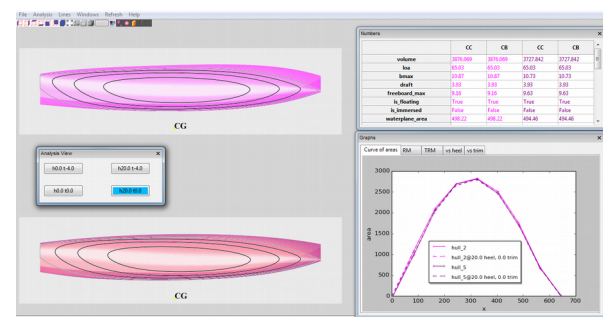 File Analysis Lines Windows Refresh Help
CG
Analysis View
h0.0 t-4.0 h20.0 t-4.0
h0.0 t0.0 h20.0 t0.0
CG
Numbers
CC CB CC CB
volume 3876.069 3876.069 3727.842 3727.842
loa 65.03 65.03 65.03 65.03
bmax 10.87 10.87 10.73 10.73
draft 3.93 3.93 3.93 3.93
freeboard_max 9.16 9.16 9.63 9.63
is_floating True True True True
is_immersed False False False False
waterplane_area 498.22 498.22 494.46 494.46
Graphs
Curve of areas RM TRM vs heel vs trim
3000
2500
2000
1500
1000
500
0
area
hull_2
hull_2@20.0 heel, 0.0 trim
hull_5
hull_5@20.0 heel, 0.0 trim
0 100 200 300 400 500 600 700
x